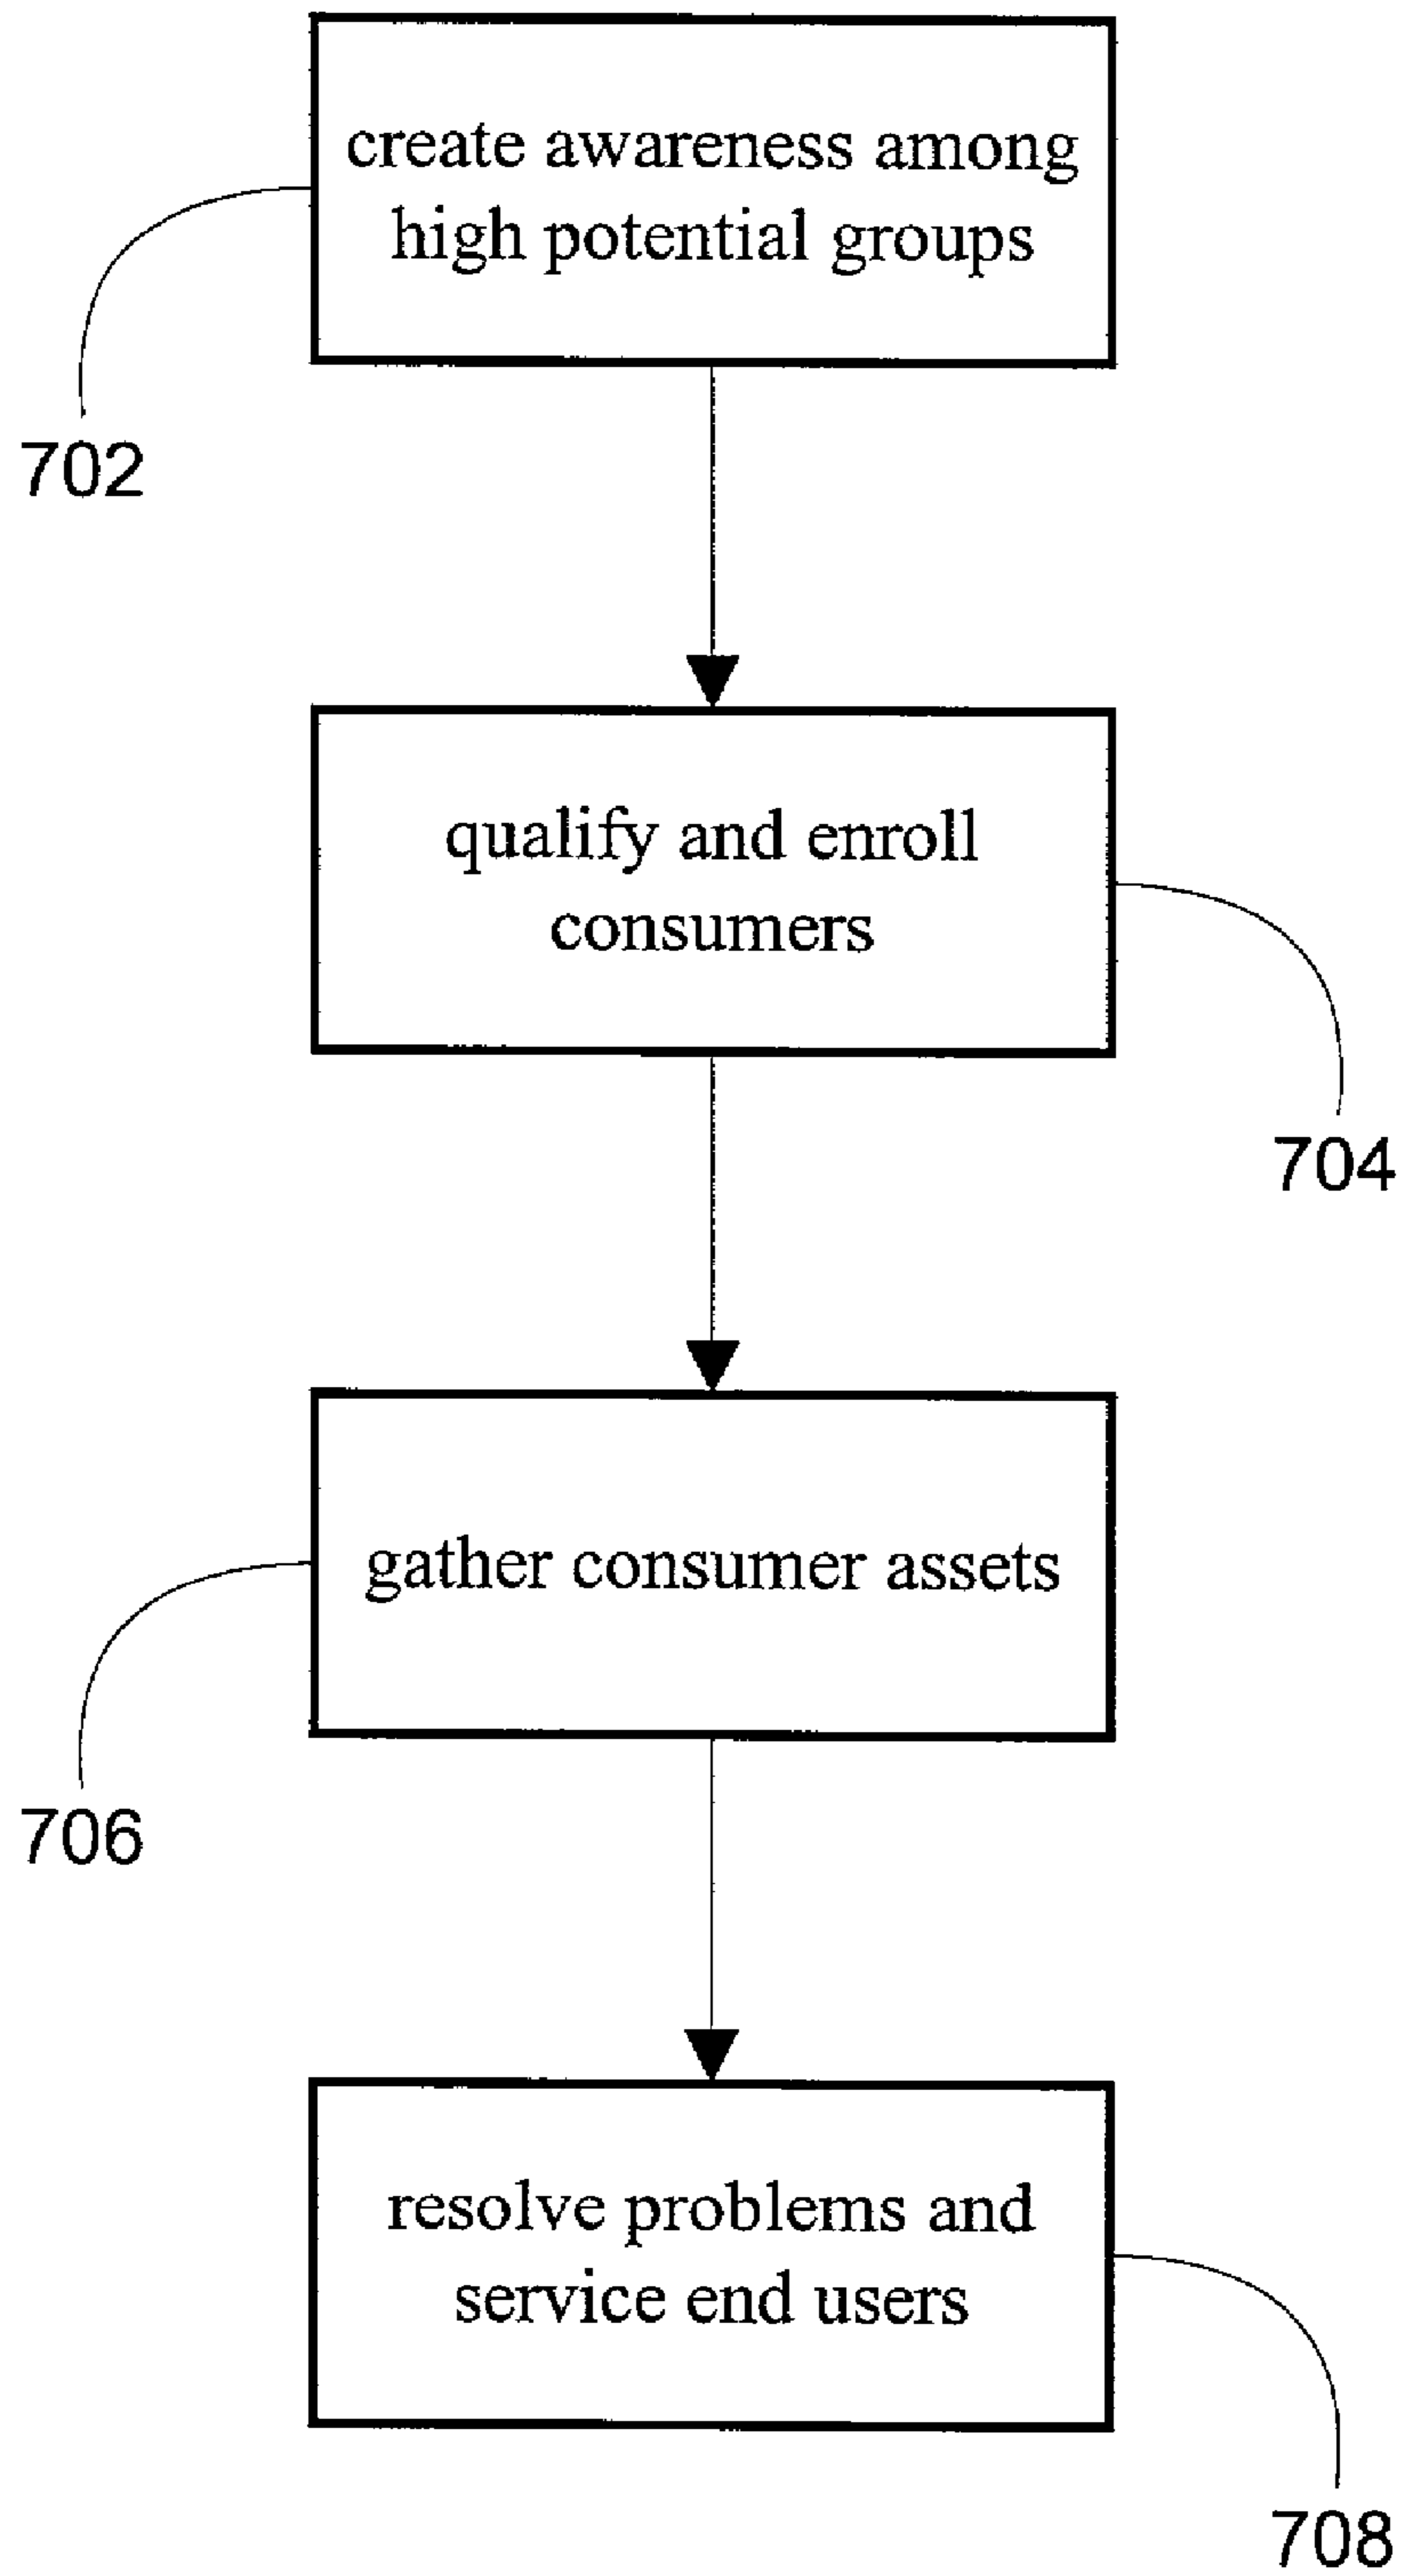 create awareness among
high potential groups
702
qualify and enroll
consumers
704
gather consumer assets
706
resolve problems and
service end users
708